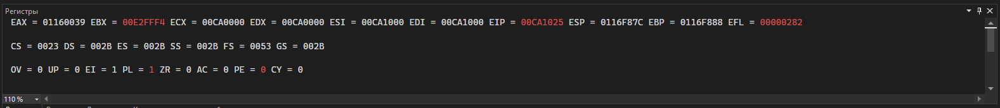 Регистры
EAX = 01160039 EBX = 00E2FFF4 ECX = 00CA0000 EDX = 00CA0000 ESI = 00CA1000 EDI = 00CA1000 EIP = 00CA1025 ESP = 0116F87C EBP = 0116F888 EFL = 00000282
CS = 0023 DS = 002B ES = 002B SS = 002B FS = 0053 GS = 002B
OV = 0 UP = 0 EI = 1 PL = 1 ZR = 0 AC = 0 PE = 0 CY = 0
110 %